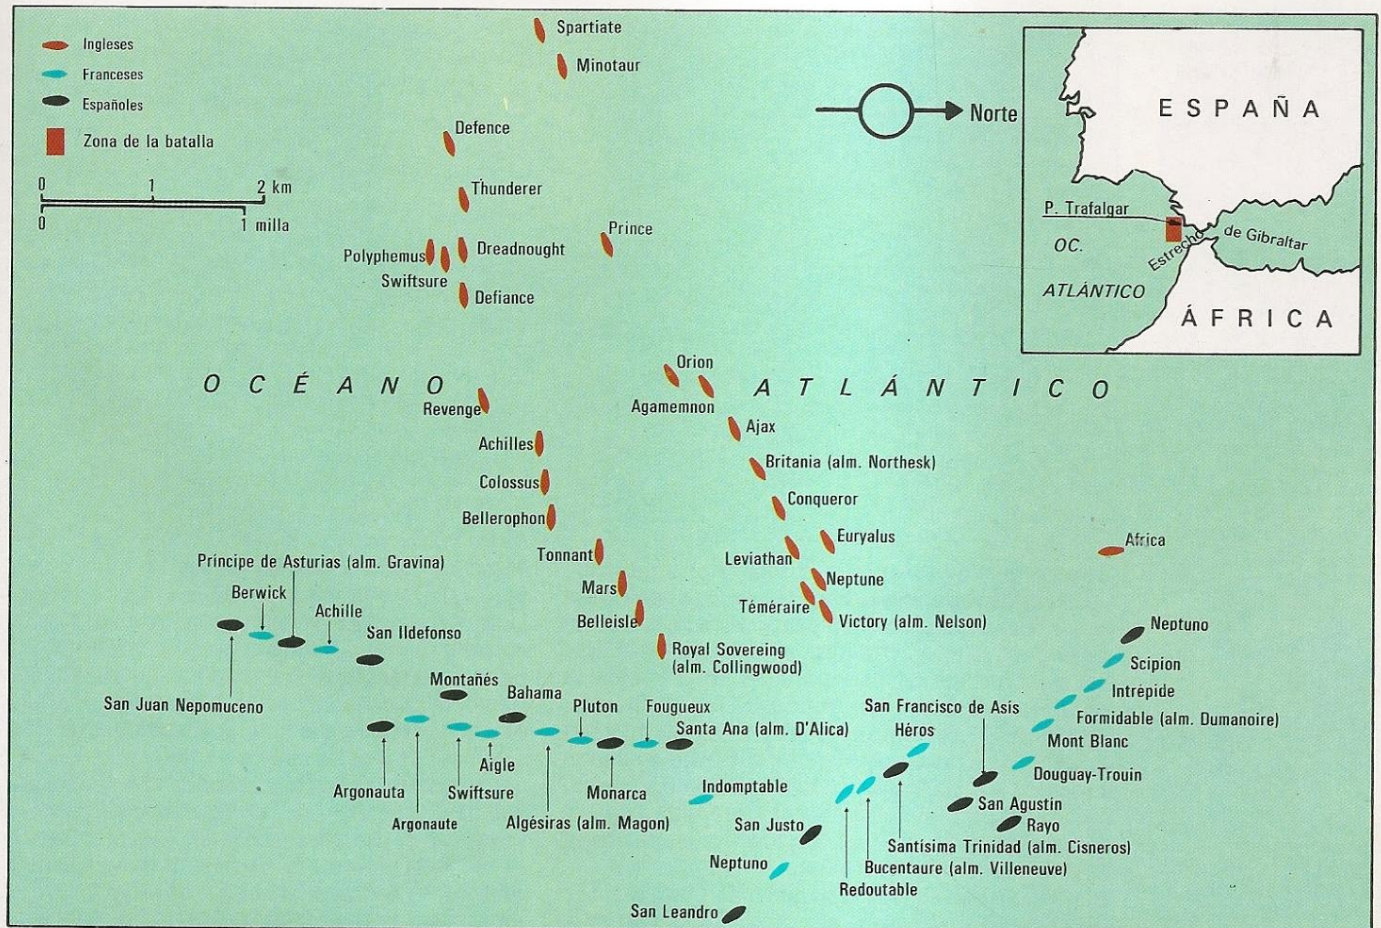 Ingleses
Franceses
Españoles
Zona de la batalla
0 1 2 km
0 1 milla
Spartiate
Minotaur
Defence
Thunderer
Prince
Polyphemus
Dreadnought
Swiftsure
Defiance
Norte
ESPAÑA
P. Trafalgar
OC.
ATLÁNTICO
Estrecho de Gibraltar
ÁFRICA
OCÉANO ATLÁNTICO
Orion
Revenge
Agamemnon
Ajax
Achilles
Britania (alm. Northesk)
Colossus
Conqueror
Bellerophon
Euryalus
Africa
Tonnant
Leviathan
Mars
Neptune
Téméraire
Belleisle
Victory (alm. Nelson)
Royal Sovereing
(alm. Collingwood)
Príncipe de Asturias (alm. Gravina)
Berwick
Achille
San Ildefonso
San Juan Nepomuceno
Montañés
Bahama
Pluton
Fougueux
Santa Ana (alm. D'Alica)
Aigle
Argonauta
Swiftsure
Monarca
Argonaute
Algésiras (alm. Magon)
Indomptable
San Justo
Neptuno
San Leandro
Neptuno
Scipion
Intrépide
San Francisco de Asís
Formidable (alm. Dumanoire)
Héros
Mont Blanc
Douguay-Trouin
San Agustín
Rayo
Santísima Trinidad (alm. Cisneros)
Bucentaure (alm. Villeneuve)
Redoutable